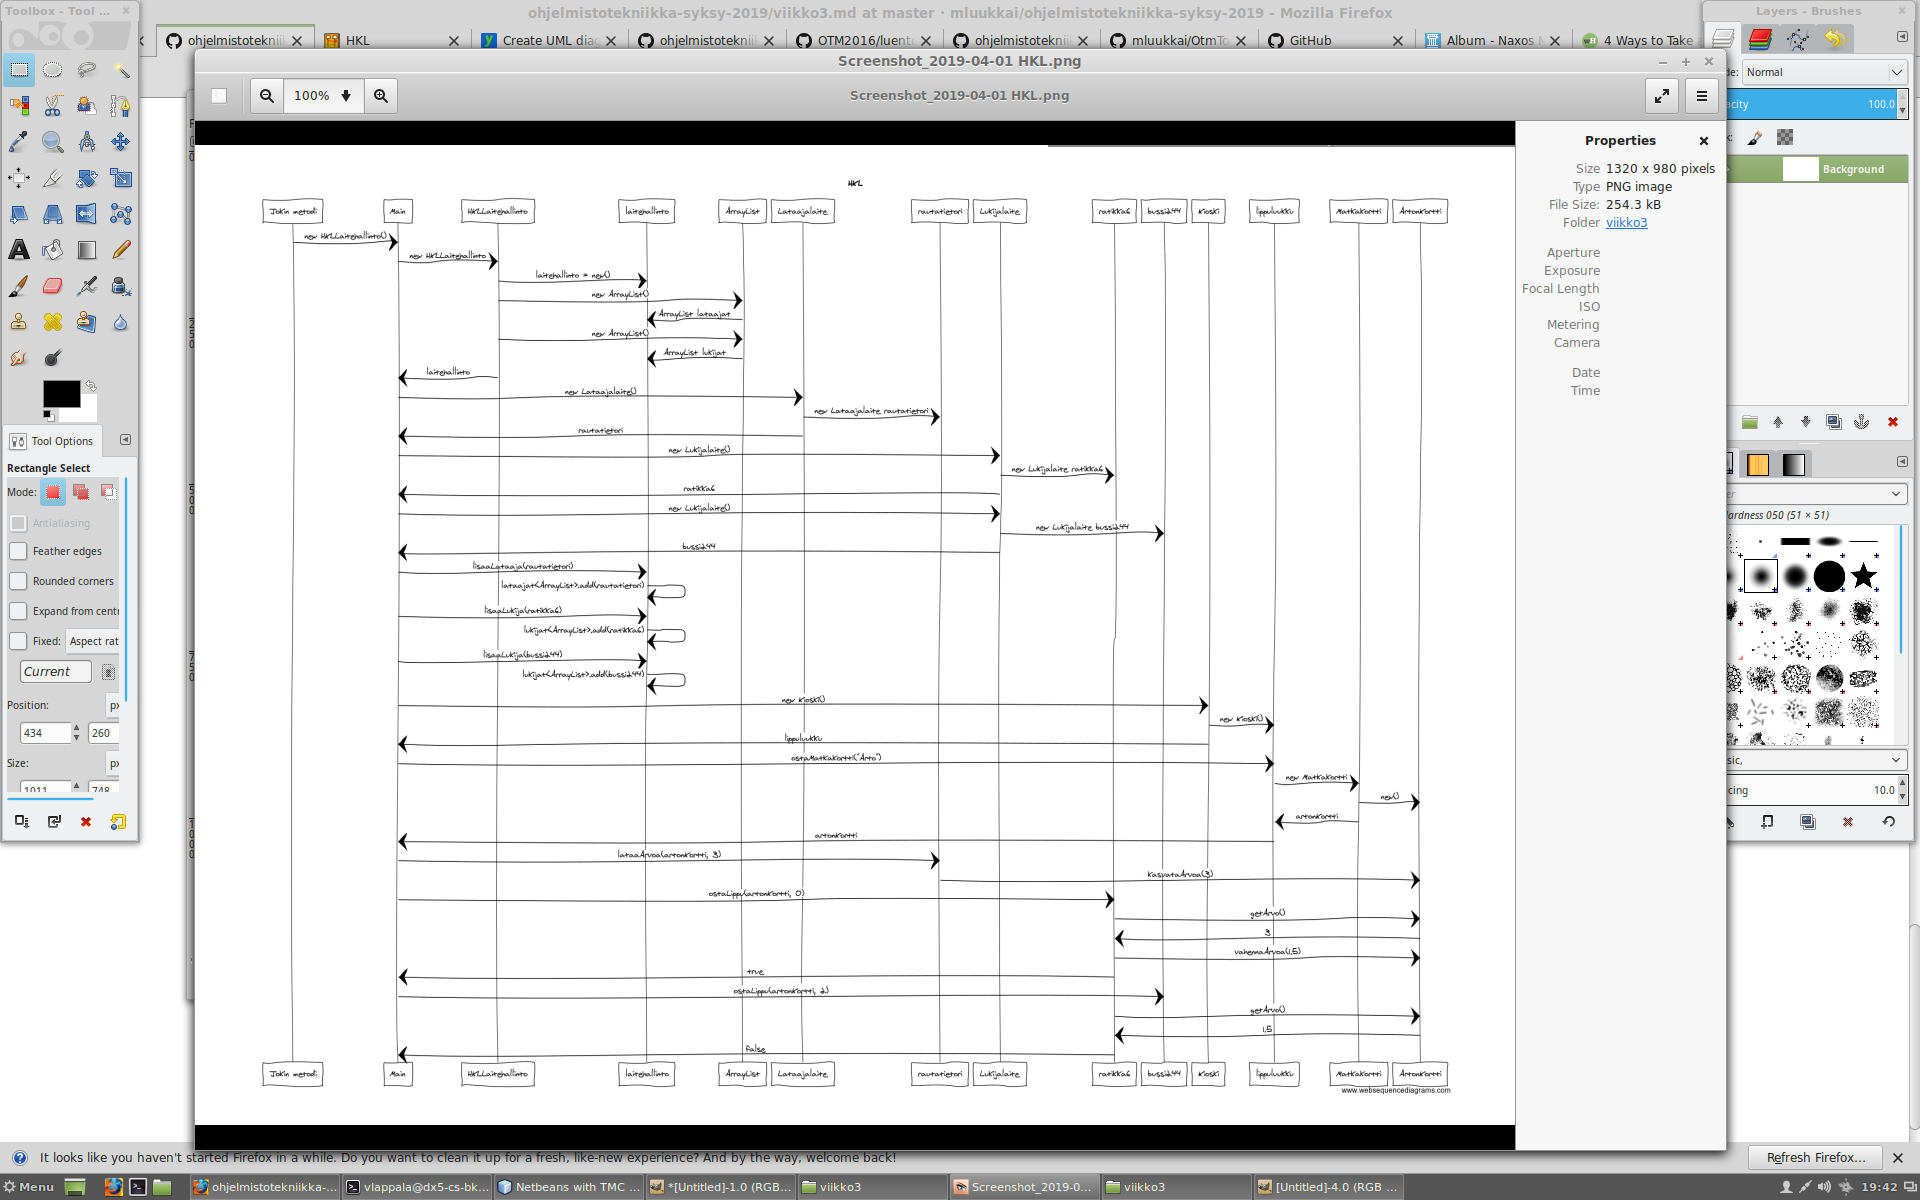 ohjelmistotekniikka-syksy-2019/viikko3.md at master · mluukkai/ohjelmistotekniikka-syksy-2019 - Mozilla Firefox
Toolbox - Tool ...
Layers - Brushes
ohjelmistotekniik
HKL
Create UML diag
ohjelmistotekniik
OTM2016/luent
ohjelmistotekni
mluukkai/OtmTo
GitHub
Album - Naxos M
4 Ways to Take a
Screenshot_2019-04-01 HKL.png
100%
Screenshot_2019-04-01 HKL.png
de: Normal
acity 100.0
Background
Properties
Size 1320 x 980 pixels
Type PNG image
File Size: 254.3 kB
Folder viikko3
Aperture
Exposure
Focal Length
ISO
Metering
Camera
Date
Time
HKL
Jokin metodi
Main
HKLLaitehallinto
laitehallinto
ArrayList
Lataajalaite
rautatietori
Lukijalaite
ratikka6
bussi244
Kioski
lippuluukku
Matkakortti
ArtonKortti
new HKLLaitehallinto()
new HKLLaitehallinto
laitehallinto = new()
new ArrayList()
ArrayList lataajat
new ArrayList()
ArrayList lukijat
laitehallinto
new Lataajalaite()
new Lataajalaite rautatietori
rautatietori
new Lukijalaite()
new Lukijalaite ratikka6
ratikka6
new Lukijalaite()
new Lukijalaite bussi244
bussi244
lisaaLataaja(rautatietori)
lataajat<ArrayList>.add(rautatietori)
lisaaLukija(ratikka6)
lukijat<ArrayList>.add(ratikka6)
lisaaLukija(bussi244)
lukijat<ArrayList>.add(bussi244)
new Kioski()
new Kioski()
lippuluukku
ostaMatkakortti("Arto")
new Matkakortti
new()
artonKortti
artonKortti
lataaArvoa(artonKortti, 3)
kasvataArvoa(3)
ostaLippu(artonKortti, 0)
getArvo()
3
vahennaArvoa(1,5)
true
ostaLippu(artonKortti, 2)
getArvo()
1,5
false
Jokin metodi
Main
HKLLaitehallinto
laitehallinto
ArrayList
Lataajalaite
rautatietori
Lukijalaite
ratikka6
bussi244
Kioski
lippuluukku
Matkakortti
ArtonKortti
www.websequencediagrams.com
Tool Options
Rectangle Select
Mode:
Antialiasing
Feather edges
Rounded corners
Expand from centr
Fixed: Aspect rat
Current
Position: px
434 260
Size: px
1011 748
ardness 050 (51 × 51)
sic,
cing 10.0
It looks like you haven't started Firefox in a while. Do you want to clean it up for a fresh, like-new experience? And by the way, welcome back!
Refresh Firefox...
Menu
ohjelmistotekniikka-...
vlappala@dx5-cs-bk...
Netbeans with TMC ...
*[Untitled]-1.0 (RGB...
viikko3
Screenshot_2019-0...
viikko3
[Untitled]-4.0 (RGB ...
19:42